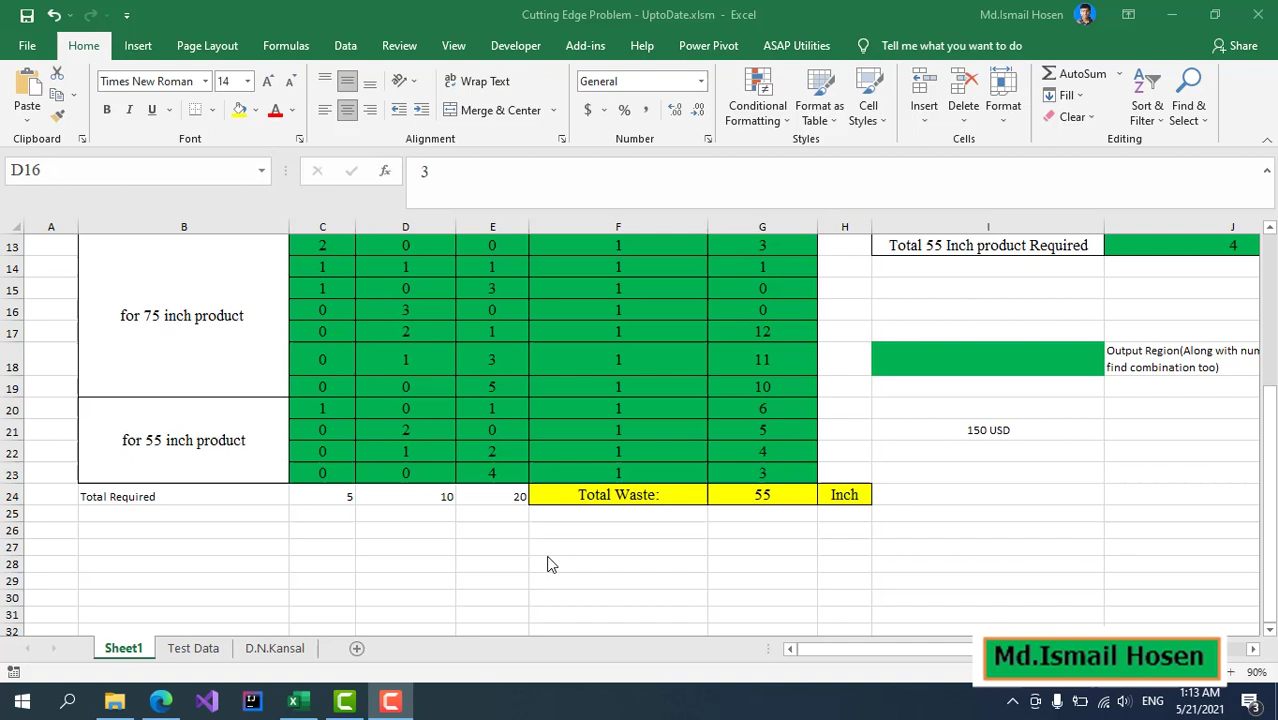 Cutting Edge Problem - UptoDate.xlsm - Excel
Md.Ismail Hosen
File Home Insert Page Layout Formulas Data Review View Developer Add-ins Help Power Pivot ASAP Utilities Tell me what you want to do Share
Times New Roman 14 Wrap Text General AutoSum
Fill
Paste B I U Merge & Center $ % , Conditional Format as Cell Insert Delete Format Clear Sort & Find &
Formatting Table Styles Filter Select
Clipboard Font Alignment Number Styles Cells Editing
D16 fx 3
A B C D E F G H I J
13 2 0 0 1 3 Total 55 Inch product Required 4
14 1 1 1 1 1
15 1 0 3 1 0
for 75 inch product
16 0 3 0 1 0
17 0 2 1 1 12
18 0 1 3 1 11 Output Region(Along with num
find combination too)
19 0 0 5 1 10
20 1 0 1 1 6
21 0 2 0 1 5 150 USD
for 55 inch product
22 0 1 2 1 4
23 0 0 4 1 3
24 Total Required 5 10 20 Total Waste: 55 Inch
25
26
27
28
29
30
31
32
Sheet1 Test Data D.N.Kansal
Md.Ismail Hosen
90%
ENG
1:13 AM
5/21/2021
3